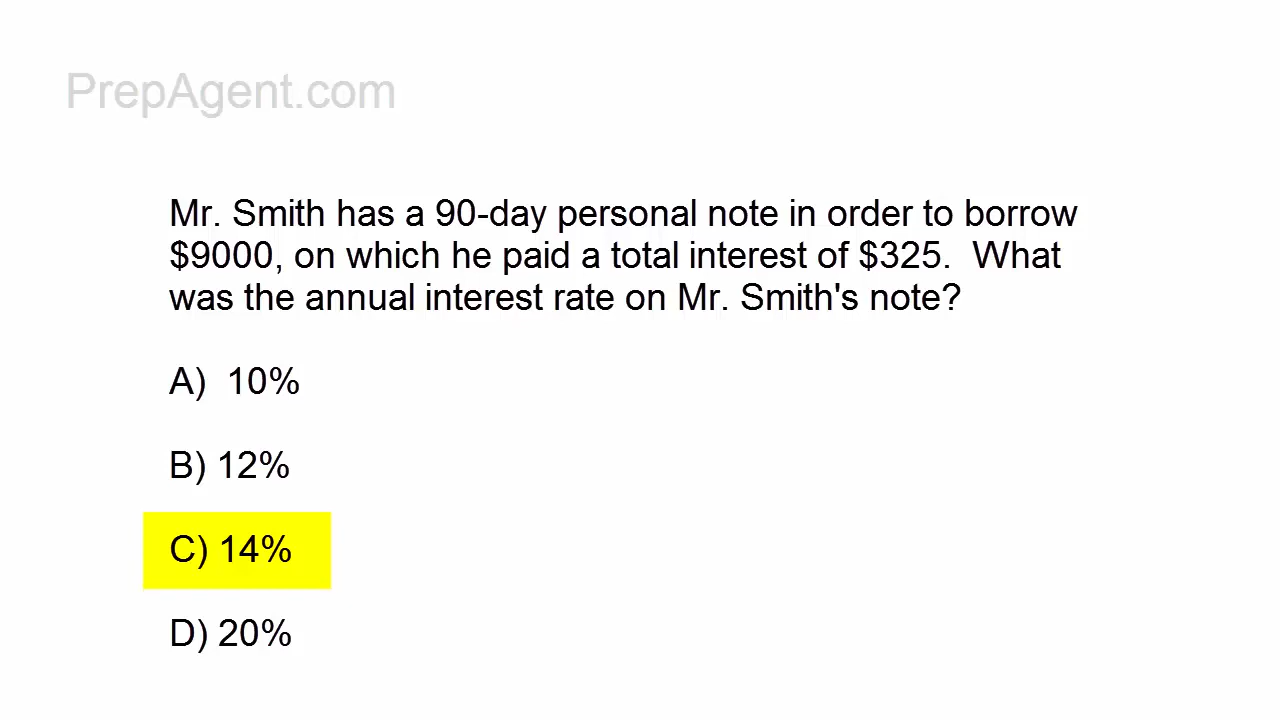 PrepAgent.com
Mr. Smith has a 90-day personal note in order to borrow
$9000, on which he paid a total interest of $325.  What
was the annual interest rate on Mr. Smith's note?
A)  10%
B) 12%
C) 14%
D) 20%